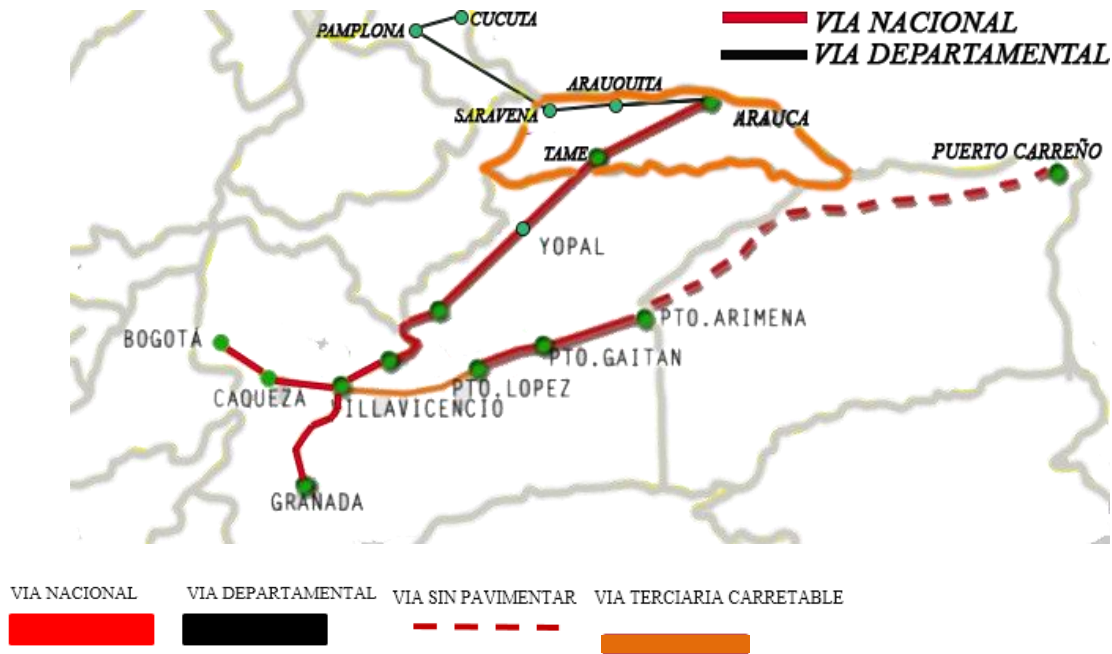 CUCUTA
PAMPLONA
VIA NACIONAL
VIA DEPARTAMENTAL
ARAUQUITA
SARAVENA
ARAUCA
TAME
PUERTO CARREÑO
YOPAL
PTO.ARIMENA
BOGOTÁ
PTO.GAITAN
CAQUEZA
PTO.LOPEZ
ILLAVICENCIÓ
GRANADA
VIA NACIONAL
VIA DEPARTAMENTAL
VIA SIN PAVIMENTAR
VIA TERCIARIA CARRETABLE